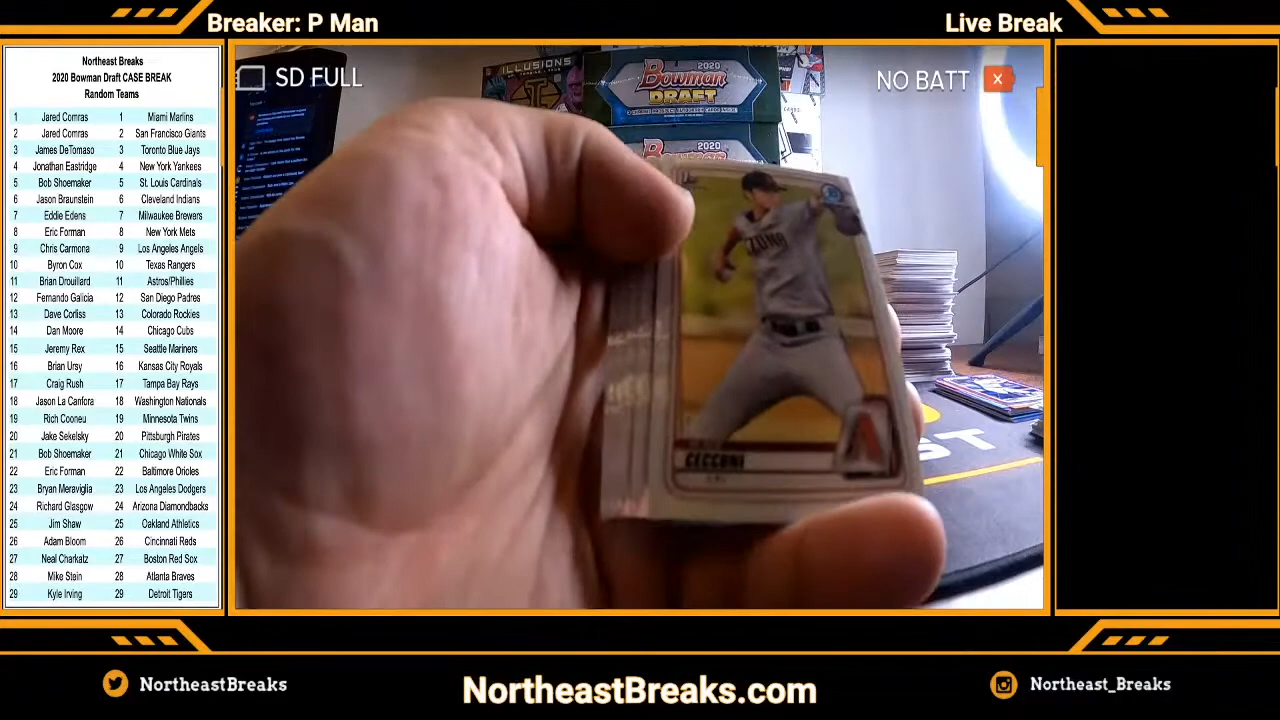 Breaker: P Man
Live Break
Northeast Breaks
2020 Bowman Draft CASE BREAK
Random Teams
1 Jared Comras 1 Miami Marlins
2 Jared Comras 2 San Francisco Giants
3 James DeTomaso 3 Toronto Blue Jays
4 Jonathan Eastridge 4 New York Yankees
5 Bob Shoemaker 5 St. Louis Cardinals
6 Jason Braunstein 6 Cleveland Indians
7 Eddie Edens 7 Milwaukee Brewers
8 Eric Forman 8 New York Mets
9 Chris Carmona 9 Los Angeles Angels
10 Byron Cox 10 Texas Rangers
11 Brian Drouillard 11 Astros/Phillies
12 Fernando Galicia 12 San Diego Padres
13 Dave Corliss 13 Colorado Rockies
14 Dan Moore 14 Chicago Cubs
15 Jeremy Rex 15 Seattle Mariners
16 Brian Ursy 16 Kansas City Royals
17 Craig Rush 17 Tampa Bay Rays
18 Jason La Canfora 18 Washington Nationals
19 Rich Cooneu 19 Minnesota Twins
20 Jake Sekelsky 20 Pittsburgh Pirates
21 Bob Shoemaker 21 Chicago White Sox
22 Eric Forman 22 Baltimore Orioles
23 Bryan Meraviglia 23 Los Angeles Dodgers
24 Richard Glasgow 24 Arizona Diamondbacks
25 Jim Shaw 25 Oakland Athletics
26 Adam Bloom 26 Cincinnati Reds
27 Neal Charkatz 27 Boston Red Sox
28 Mike Stein 28 Atlanta Braves
29 Kyle Irving 29 Detroit Tigers
SD FULL
NO BATT
ILLUSIONS
2020
Bowman
DRAFT
2020
Bowman
CECCONI
ST
NortheastBreaks
NortheastBreaks.com
Northeast_Breaks